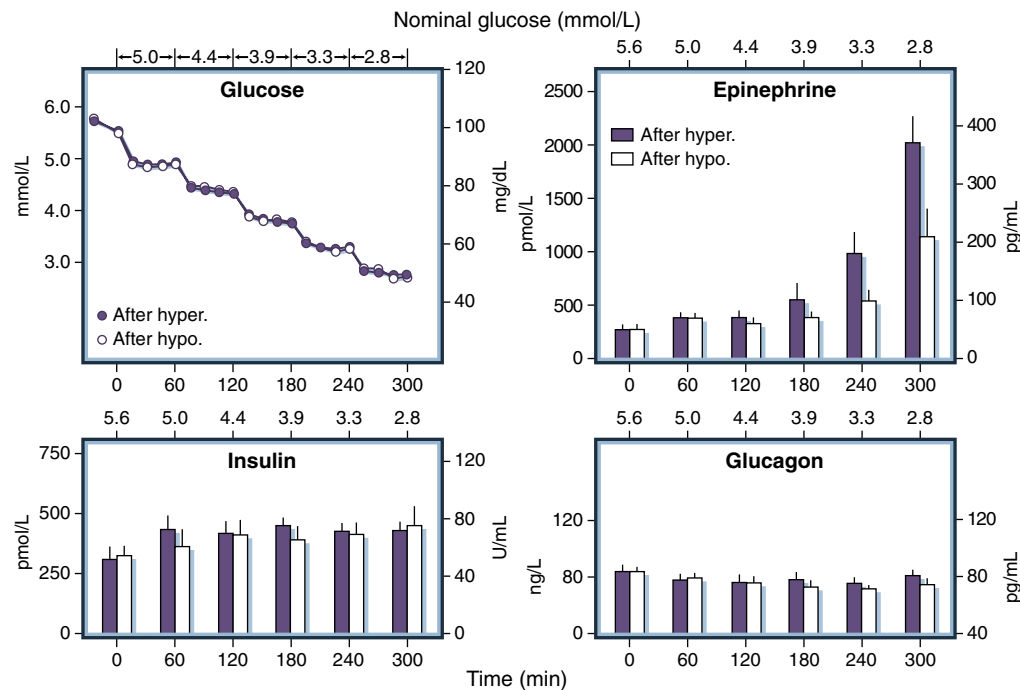 Nominal glucose (mmol/L)
5.0 4.4 3.9 3.3 2.8
Glucose
mmol/L
6.0
5.0
4.0
3.0
mg/dL
120
100
80
60
40
After hyper.
After hypo.
0 60 120 180 240 300
5.6 5.0 4.4 3.9 3.3 2.8
Epinephrine
pmol/L
2500
2000
1500
1000
500
0
pg/mL
400
300
200
100
0
After hyper.
After hypo.
0 60 120 180 240 300
5.6 5.0 4.4 3.9 3.3 2.8
Insulin
pmol/L
750
500
250
0
U/mL
120
80
40
0
0 60 120 180 240 300
5.6 5.0 4.4 3.9 3.3 2.8
Glucagon
ng/L
120
80
0
pg/mL
120
80
40
0 60 120 180 240 300
Time (min)